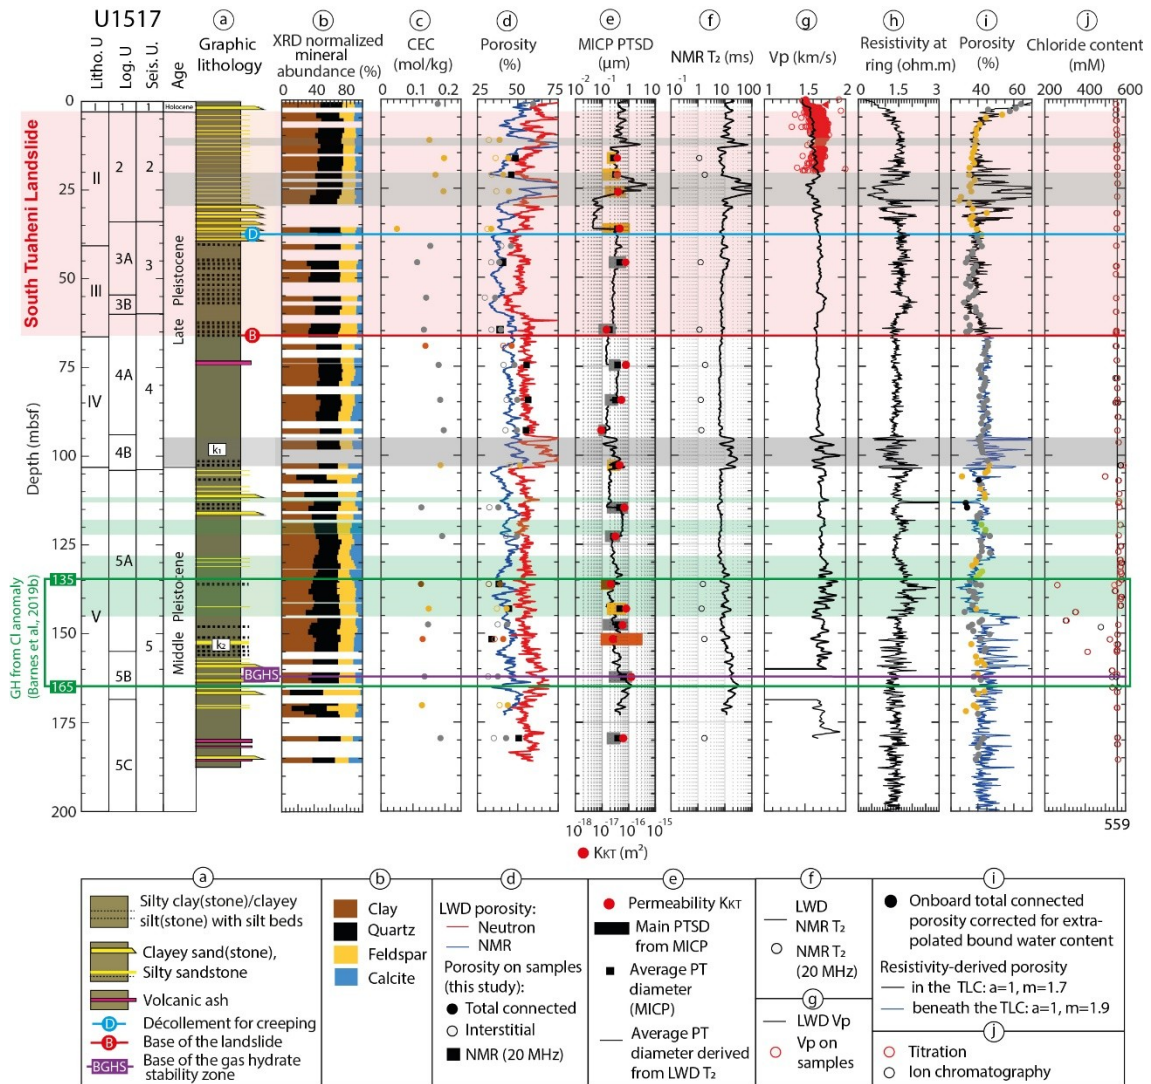 U1517
a
b
c
d
e
f
g
h
i
j
Litho. U
Log. U
Seis. U.
Age
Graphic
lithology
XRD normalized
mineral
abundance (%)
CEC
(mol/kg)
Porosity
(%)
MICP PTSD
(µm)
NMR T₂ (ms)
Vp (km/s)
Resistivity at
ring (ohm.m)
Porosity
(%)
Chloride content
(mM)
0 40 80
0 0.1 0.2
25 50 75
10⁻² 10⁻¹ 1 10
10⁻¹ 1 10 100
1 1.5 2
0 1.5 3
20 40 60
200 400 600
Depth (mbsf)
0
25
50
75
100
125
135
150
165
175
200
South Tuaheni Landslide
GH from Cl anomaly
(Barnes et al., 2019b)
I
II
III
IV
V
1
2
3A
3B
4A
4B
5A
5B
5C
1
2
3
4
5
Holocene
Late Pleistocene
Middle Pleistocene
D
B
k₁
k₂
BGHS
10⁻¹⁸ 10⁻¹⁷ 10⁻¹⁶ 10⁻¹⁵
KKT (m²)
559
a
Silty clay(stone)/clayey
silt(stone) with silt beds
Clayey sand(stone),
Silty sandstone
Volcanic ash
D Décollement for creeping
B Base of the landslide
BGHS Base of the gas hydrate
stability zone
b
Clay
Quartz
Feldspar
Calcite
d
LWD porosity:
Neutron
NMR
Porosity on samples
(this study):
Total connected
Interstitial
NMR (20 MHz)
e
Permeability KKT
Main PTSD
from MICP
Average PT
diameter
(MICP)
Average PT
diameter derived
from LWD T₂
f
LWD
NMR T₂
NMR T₂
(20 MHz)
g
LWD Vp
Vp on
samples
i
Onboard total connected
porosity corrected for extra-
polated bound water content
Resistivity-derived porosity
in the TLC: a=1, m=1.7
beneath the TLC: a=1, m=1.9
j
Titration
Ion chromatography